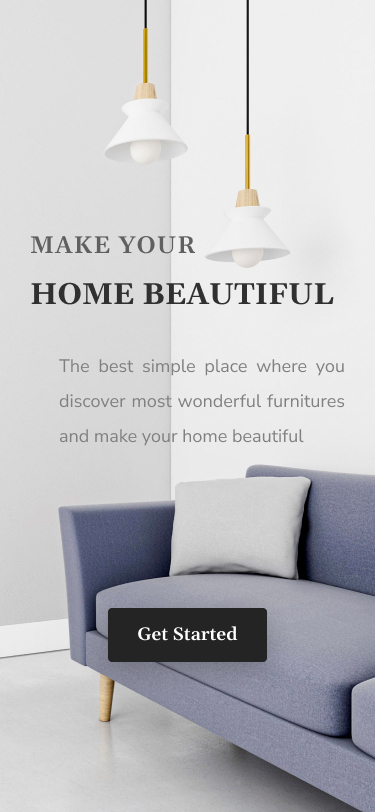 MAKE YOUR
HOME BEAUTIFUL
The best simple place where you
discover most wonderful furnitures
and make your home beautiful
Get Started